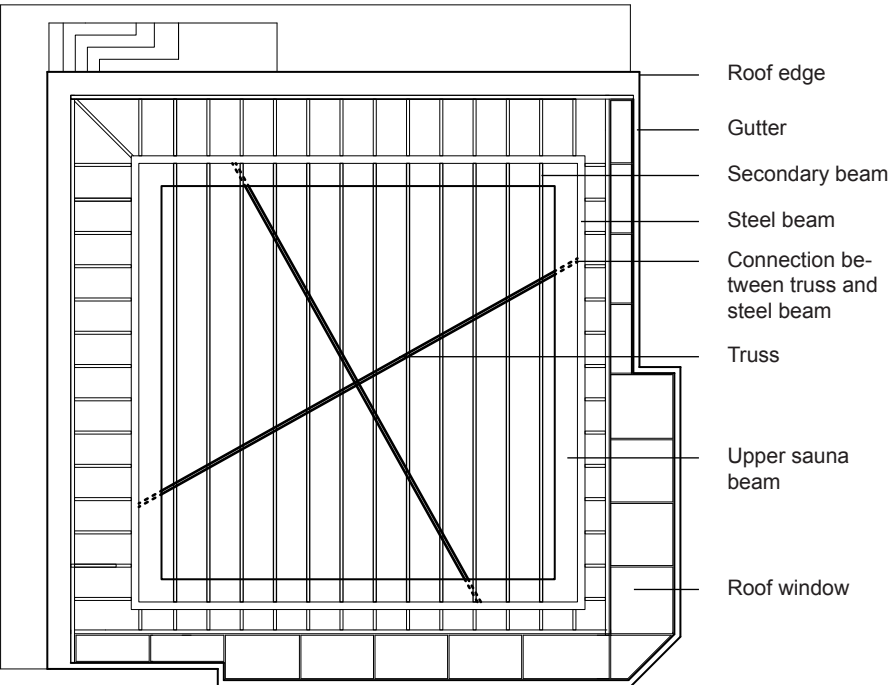 Roof edge
Gutter
Secondary beam
Steel beam
Connection be-
tween truss and
steel beam
Truss
Upper sauna
beam
Roof window